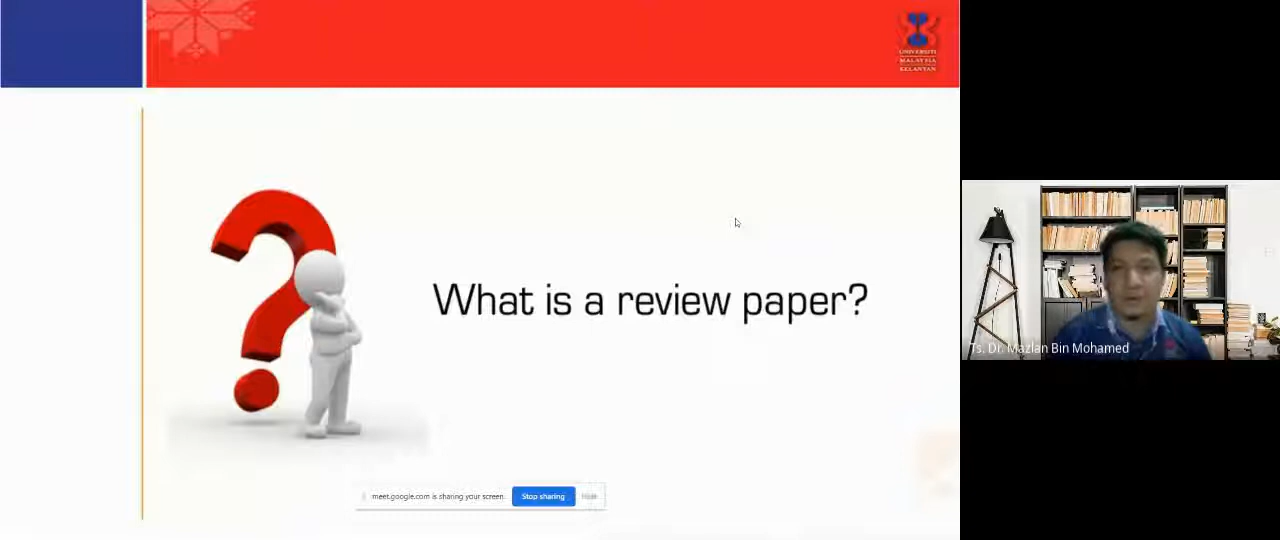 UNIVERSITI
MALAYSIA
KELANTAN
What is a review paper?
Ts. Dr. Mazlan Bin Mohamed
meet.google.com is sharing your screen.
Stop sharing